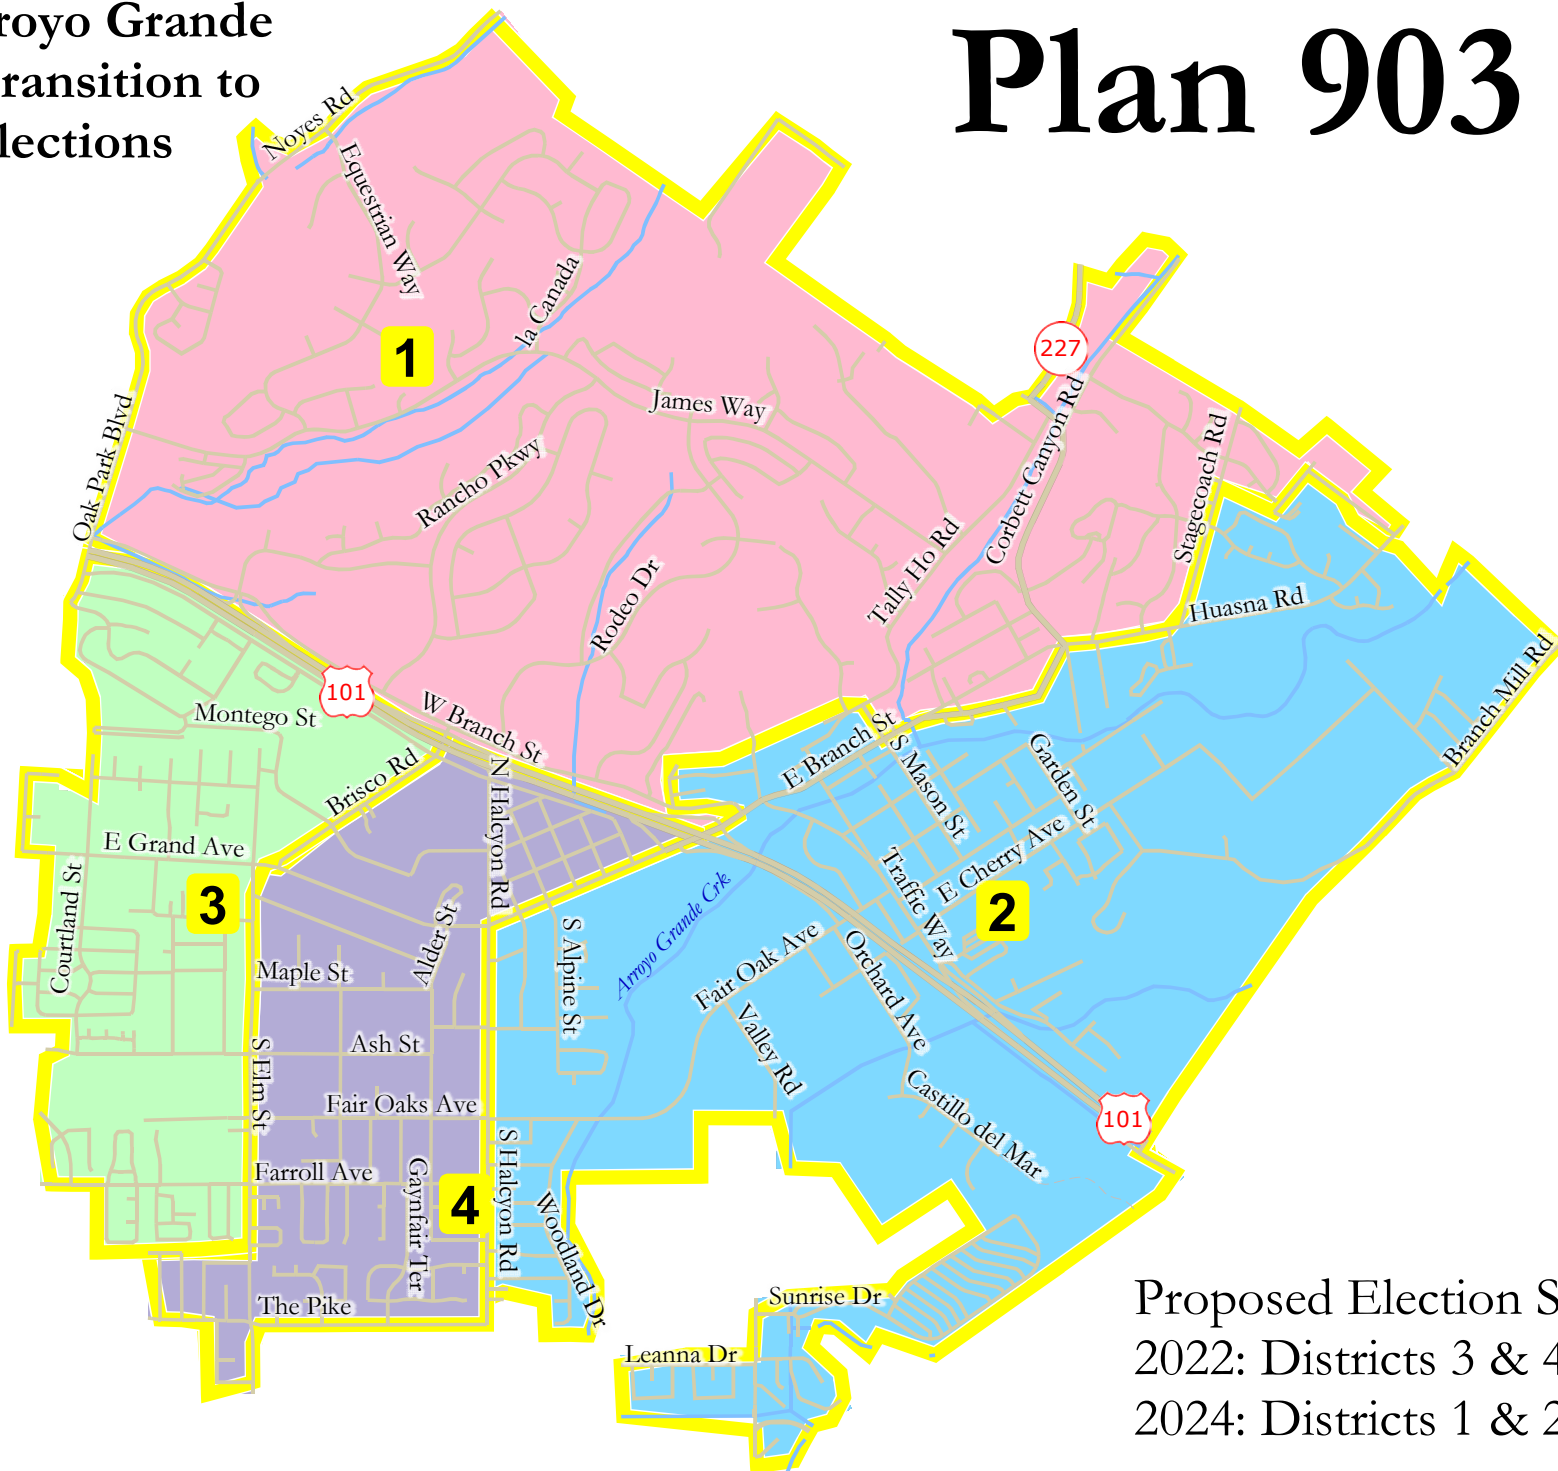 royo Grande
ransition to
lections
Plan 903
Noyes Rd
Equestrian Way
la Canada
1
227
James Way
Oak Park Blvd
Rancho Pkwy
Corbett Canyon Rd
Stagecoach Rd
Tally Ho Rd
Rodeo Dr
Huasna Rd
Branch Mill Rd
101
Montego St
W Branch St
E Branch St
S Mason St
Garden St
Brisco Rd
N Halcyon Rd
E Grand Ave
Courtland St
3
E Cherry Ave
Traffic Way
2
Alder St
S Alpine St
Arroyo Grande Crk
Fair Oak Ave
Orchard Ave
Maple St
Valley Rd
Ash St
S Elm St
Fair Oaks Ave
Castillo del Mar
101
Farroll Ave
Gaynfair Ter
4
S Halcyon Rd
Woodland Dr
The Pike
Sunrise Dr
Leanna Dr
Proposed Election S
2022: Districts 3 & 4
2024: Districts 1 & 2